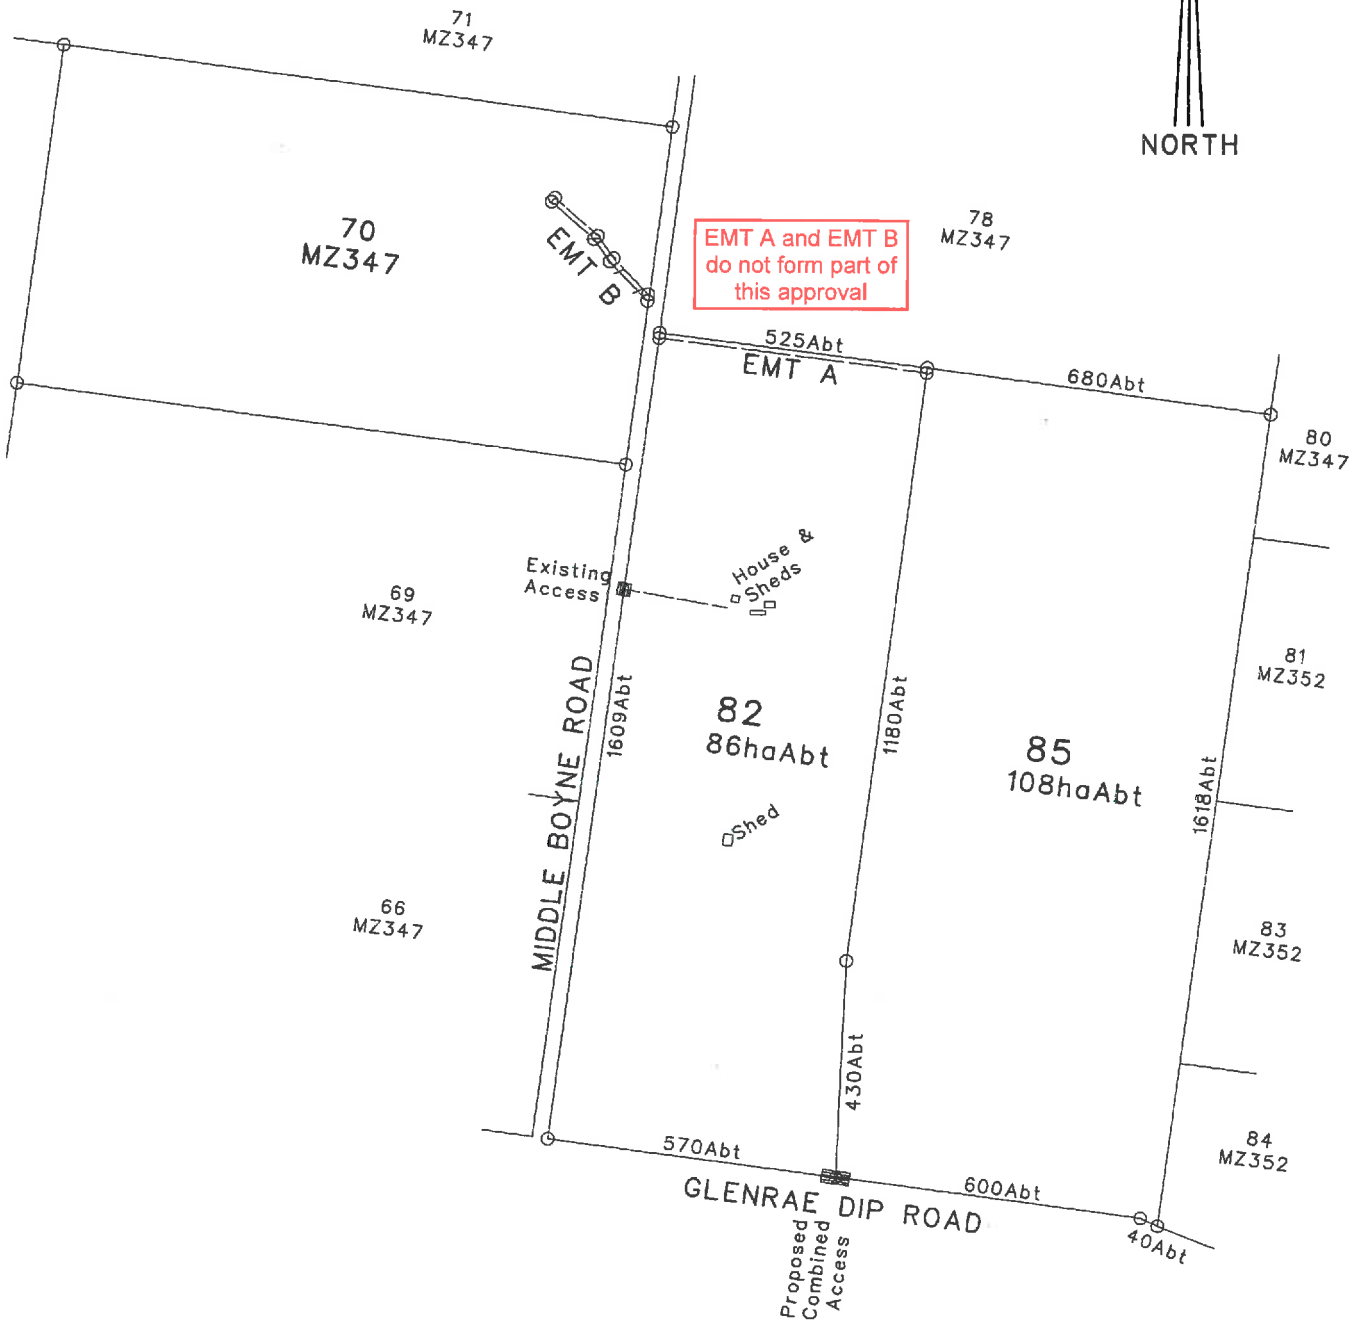 71
MZ347
NORTH
70
MZ347
EMT B
EMT A and EMT B
do not form part of
this approval
78
MZ347
525Abt
EMT A
680Abt
80
MZ347
Existing
Access
House &
Sheds
69
MZ347
81
MZ352
MIDDLE BOYNE ROAD
1609Abt
82
86haAbt
1180Abt
85
108haAbt
1618Abt
Shed
66
MZ347
83
MZ352
430Abt
84
MZ352
570Abt
600Abt
GLENRAE DIP ROAD
40Abt
Proposed
Combined
Access